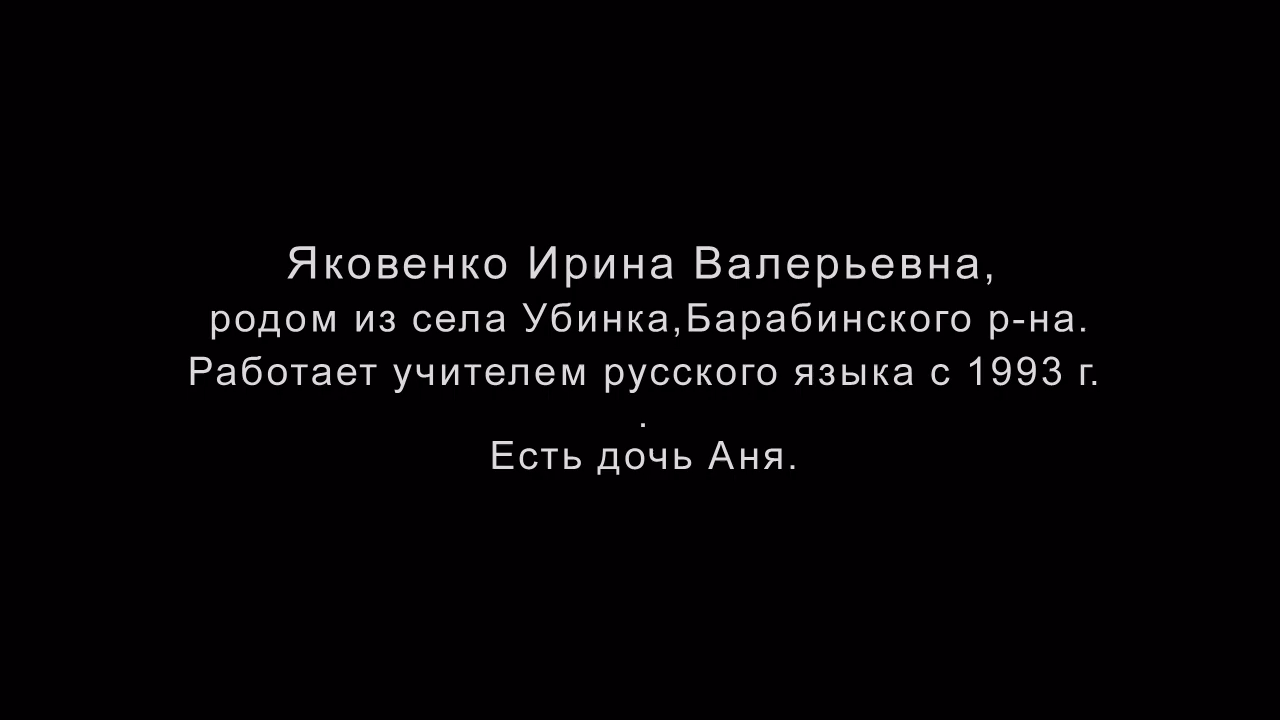 Яковенко Ирина Валерьевна,
родом из села Убинка,Барабинского р-на.
Работает учителем русского языка с 1993 г.
.
Есть дочь Аня.